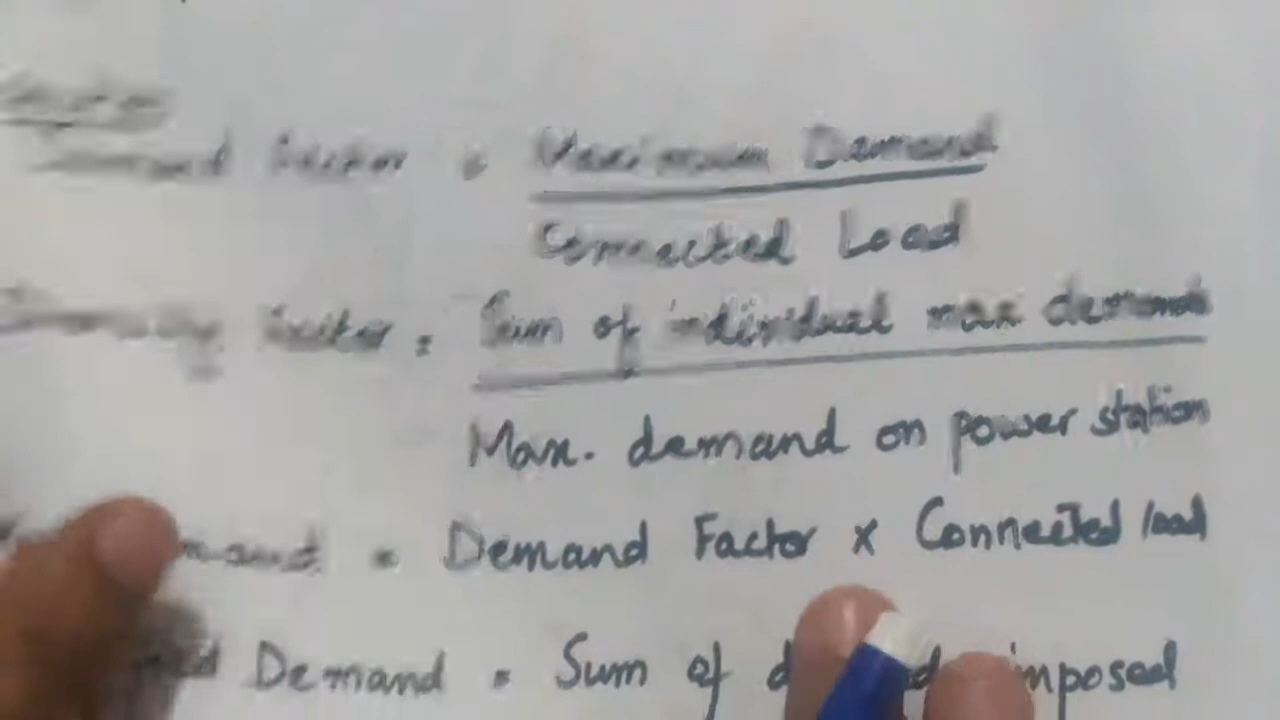 Demand Factor = Maximum Demand
Connected Load
Diversity Factor = Sum of individual max demands
Max. demand on power station
= Demand Factor x Connected load
Demand = Sum of imposed